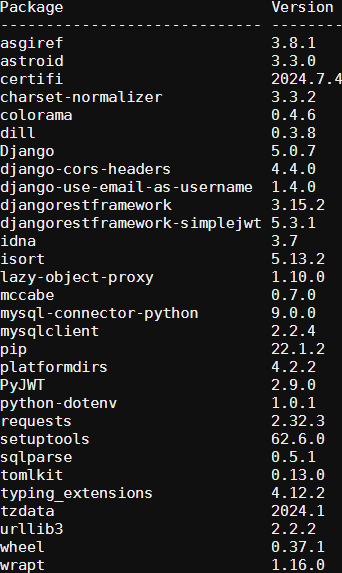 Package Version
----------------------------- --------
asgiref 3.8.1
astroid 3.3.0
certifi 2024.7.4
charset-normalizer 3.3.2
colorama 0.4.6
dill 0.3.8
Django 5.0.7
django-cors-headers 4.4.0
django-use-email-as-username 1.4.0
djangorestframework 3.15.2
djangorestframework-simplejwt 5.3.1
idna 3.7
isort 5.13.2
lazy-object-proxy 1.10.0
mccabe 0.7.0
mysql-connector-python 9.0.0
mysqlclient 2.2.4
pip 22.1.2
platformdirs 4.2.2
PyJWT 2.9.0
python-dotenv 1.0.1
requests 2.32.3
setuptools 62.6.0
sqlparse 0.5.1
tomlkit 0.13.0
typing_extensions 4.12.2
tzdata 2024.1
urllib3 2.2.2
wheel 0.37.1
wrapt 1.16.0